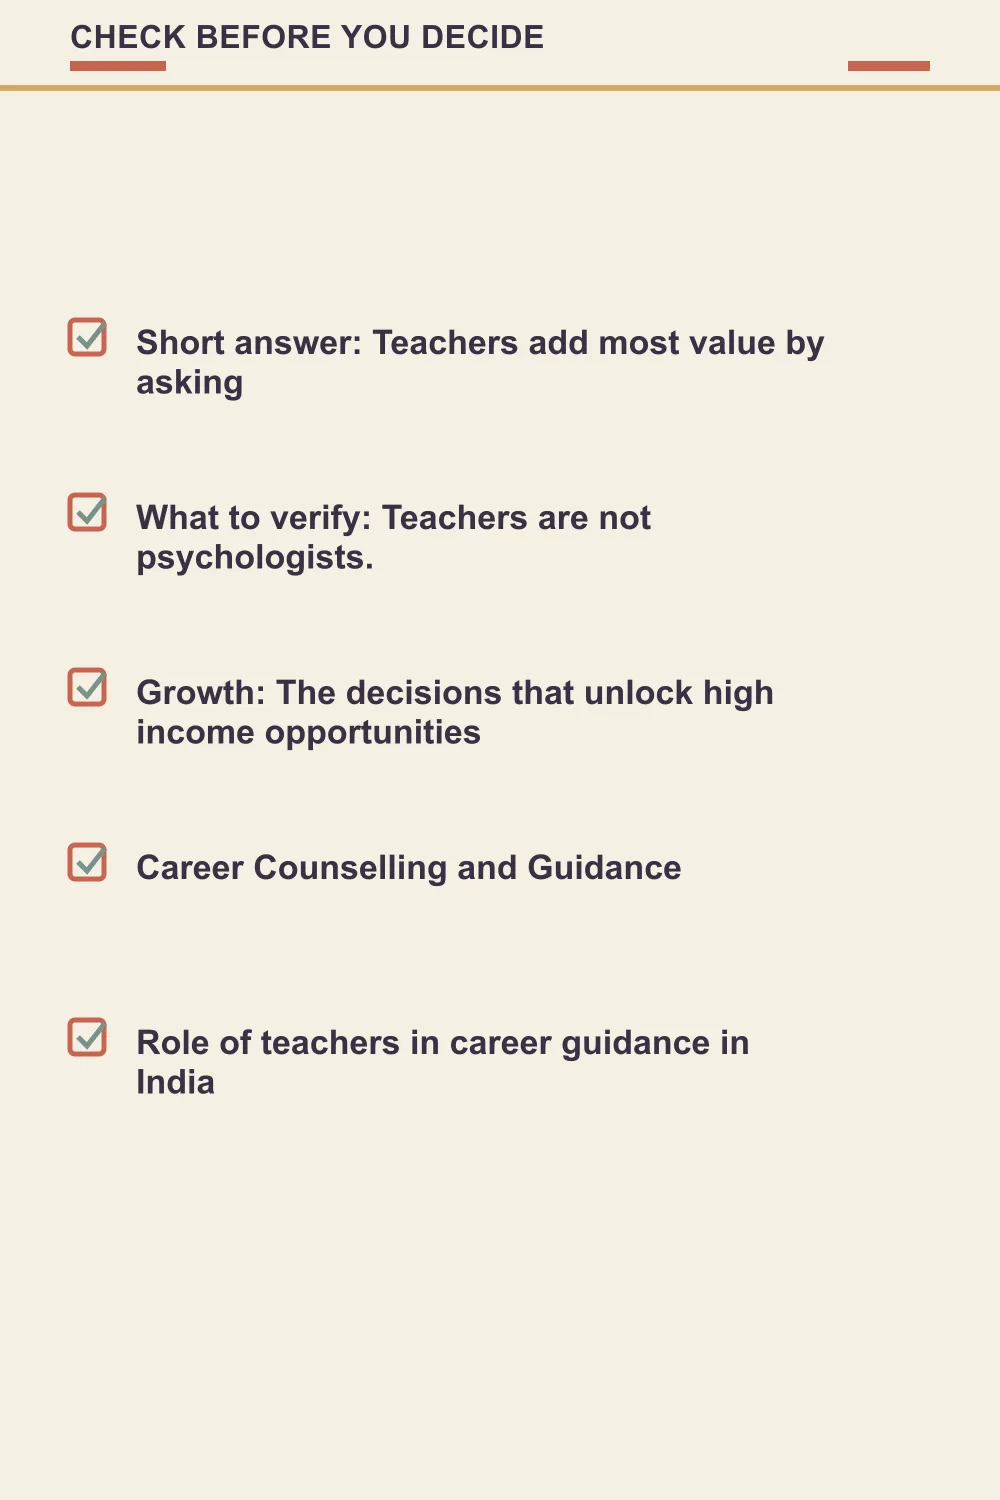 CHECK BEFORE YOU DECIDE
Short answer: Teachers add most value by
asking
What to verify: Teachers are not
psychologists.
Growth: The decisions that unlock high
income opportunities
Career Counselling and Guidance
Role of teachers in career guidance in
India